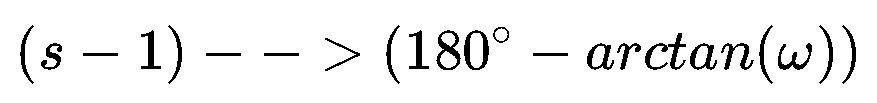 (s − 1) − − > (180° − arctan(ω))